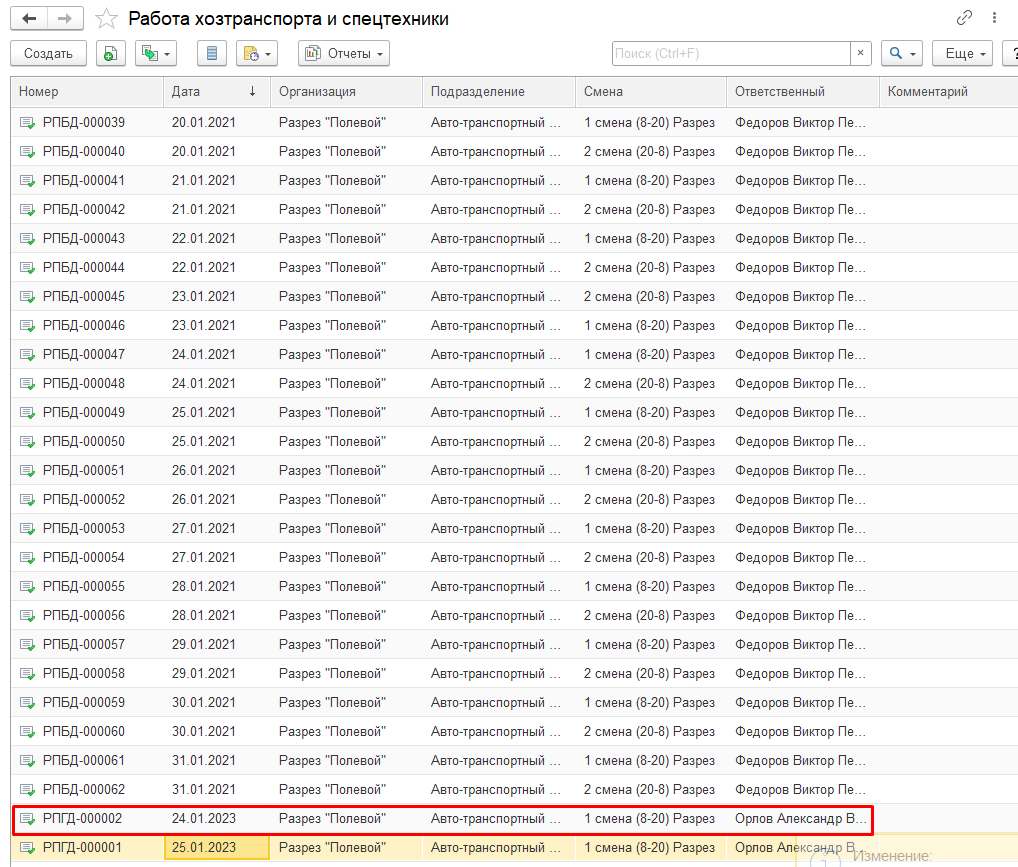 Работа хозтранспорта и спецтехники
Создать Отчеты Поиск (Ctrl+F) × Еще ?
Номер Дата ↓ Организация Подразделение Смена Ответственный Комментарий
РПБД-000039 20.01.2021 Разрез "Полевой" Авто-транспортный ... 1 смена (8-20) Разрез Федоров Виктор Пе...
РПБД-000040 20.01.2021 Разрез "Полевой" Авто-транспортный ... 2 смена (20-8) Разрез Федоров Виктор Пе...
РПБД-000041 21.01.2021 Разрез "Полевой" Авто-транспортный ... 1 смена (8-20) Разрез Федоров Виктор Пе...
РПБД-000042 21.01.2021 Разрез "Полевой" Авто-транспортный ... 2 смена (20-8) Разрез Федоров Виктор Пе...
РПБД-000043 22.01.2021 Разрез "Полевой" Авто-транспортный ... 1 смена (8-20) Разрез Федоров Виктор Пе...
РПБД-000044 22.01.2021 Разрез "Полевой" Авто-транспортный ... 2 смена (20-8) Разрез Федоров Виктор Пе...
РПБД-000045 23.01.2021 Разрез "Полевой" Авто-транспортный ... 2 смена (20-8) Разрез Федоров Виктор Пе...
РПБД-000046 23.01.2021 Разрез "Полевой" Авто-транспортный ... 1 смена (8-20) Разрез Федоров Виктор Пе...
РПБД-000047 24.01.2021 Разрез "Полевой" Авто-транспортный ... 1 смена (8-20) Разрез Федоров Виктор Пе...
РПБД-000048 24.01.2021 Разрез "Полевой" Авто-транспортный ... 2 смена (20-8) Разрез Федоров Виктор Пе...
РПБД-000049 25.01.2021 Разрез "Полевой" Авто-транспортный ... 1 смена (8-20) Разрез Федоров Виктор Пе...
РПБД-000050 25.01.2021 Разрез "Полевой" Авто-транспортный ... 2 смена (20-8) Разрез Федоров Виктор Пе...
РПБД-000051 26.01.2021 Разрез "Полевой" Авто-транспортный ... 1 смена (8-20) Разрез Федоров Виктор Пе...
РПБД-000052 26.01.2021 Разрез "Полевой" Авто-транспортный ... 2 смена (20-8) Разрез Федоров Виктор Пе...
РПБД-000053 27.01.2021 Разрез "Полевой" Авто-транспортный ... 1 смена (8-20) Разрез Федоров Виктор Пе...
РПБД-000054 27.01.2021 Разрез "Полевой" Авто-транспортный ... 2 смена (20-8) Разрез Федоров Виктор Пе...
РПБД-000055 28.01.2021 Разрез "Полевой" Авто-транспортный ... 1 смена (8-20) Разрез Федоров Виктор Пе...
РПБД-000056 28.01.2021 Разрез "Полевой" Авто-транспортный ... 2 смена (20-8) Разрез Федоров Виктор Пе...
РПБД-000057 29.01.2021 Разрез "Полевой" Авто-транспортный ... 1 смена (8-20) Разрез Федоров Виктор Пе...
РПБД-000058 29.01.2021 Разрез "Полевой" Авто-транспортный ... 2 смена (20-8) Разрез Федоров Виктор Пе...
РПБД-000059 30.01.2021 Разрез "Полевой" Авто-транспортный ... 1 смена (8-20) Разрез Федоров Виктор Пе...
РПБД-000060 30.01.2021 Разрез "Полевой" Авто-транспортный ... 2 смена (20-8) Разрез Федоров Виктор Пе...
РПБД-000061 31.01.2021 Разрез "Полевой" Авто-транспортный ... 1 смена (8-20) Разрез Федоров Виктор Пе...
РПБД-000062 31.01.2021 Разрез "Полевой" Авто-транспортный ... 2 смена (20-8) Разрез Федоров Виктор Пе...
РПГД-000002 24.01.2023 Разрез "Полевой" Авто-транспортный ... 1 смена (8-20) Разрез Орлов Александр В...
РПГД-000001 25.01.2023 Разрез "Полевой" Авто-транспортный ... 1 смена (8-20) Разрез Орлов Александр В...
Изменение: